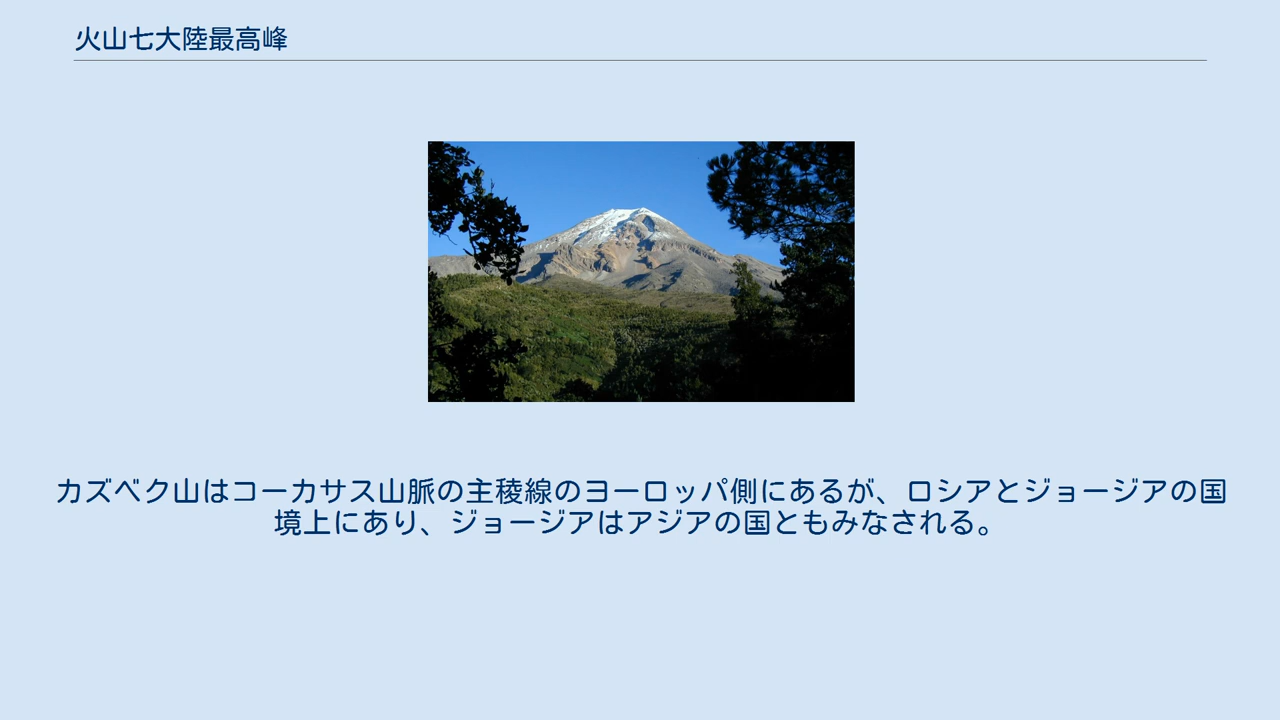 火山七大陸最高峰
カズベク山はコーカサス山脈の主稜線のヨーロッパ側にあるが、ロシアとジョージアの国
境上にあり、ジョージアはアジアの国ともみなされる。